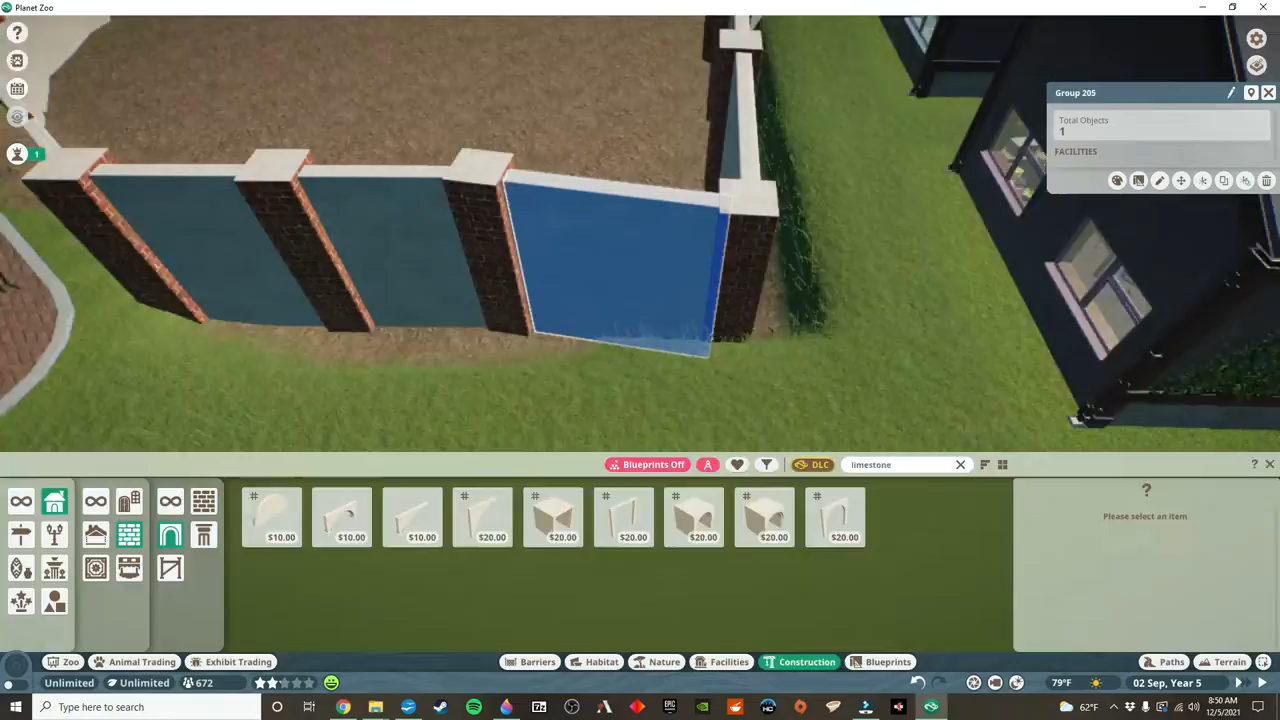 Planet Zoo
Group 205
Total Objects
1
FACILITIES
1
Blueprints Off
DLC
limestone
?
$10.00
$10.00
$10.00
$20.00
$20.00
$20.00
$20.00
$20.00
$20.00
?
Please select an item
Zoo
Animal Trading
Exhibit Trading
Barriers
Habitat
Nature
Facilities
Construction
Blueprints
Paths
Terrain
Unlimited
Unlimited
672
79°F
02 Sep, Year 5
Type here to search
62°F
8:50 AM
12/5/2021